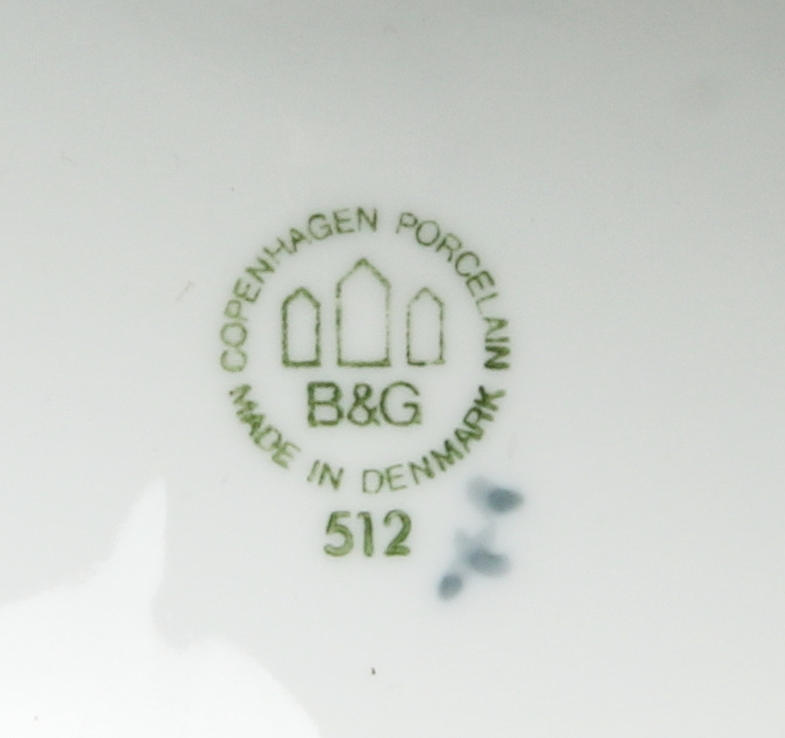 COPENHAGEN PORCELAIN
B&G
MADE IN DENMARK
512